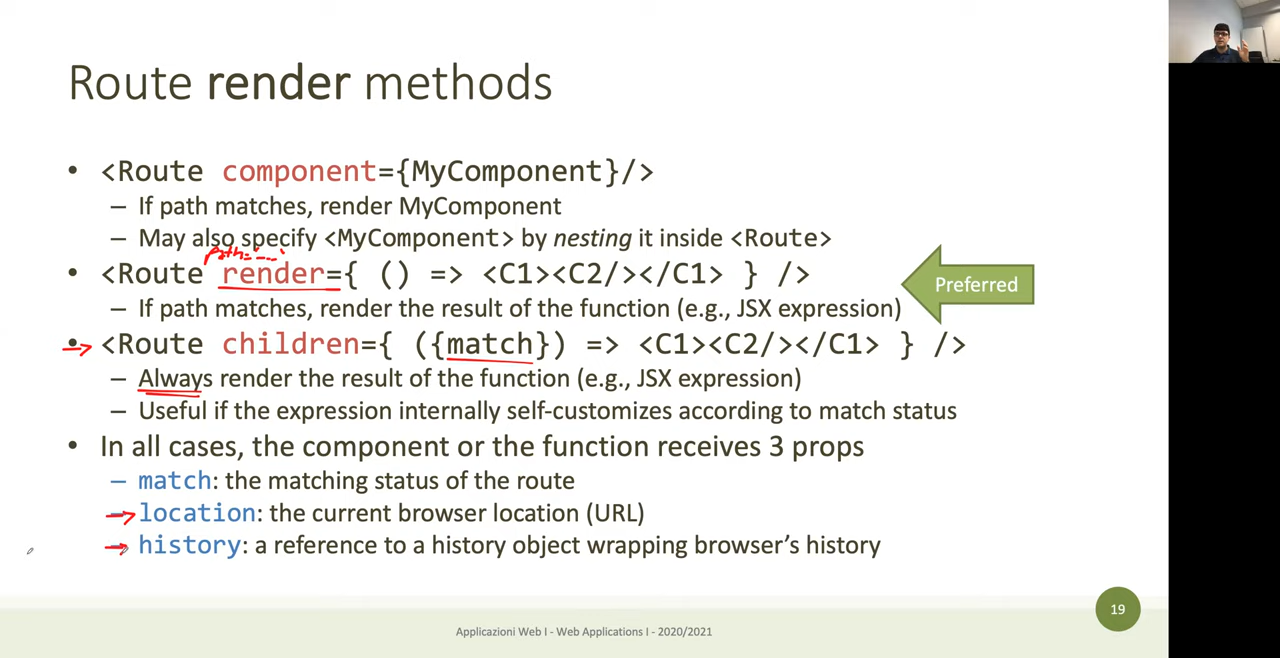 Route render methods
• <Route component={MyComponent}/>
– If path matches, render MyComponent
– May also specify <MyComponent> by nesting it inside <Route>
path='...'
• <Route render={ () => <C1><C2/></C1> } />
Preferred
– If path matches, render the result of the function (e.g., JSX expression)
• <Route children={ ({match}) => <C1><C2/></C1> } />
– Always render the result of the function (e.g., JSX expression)
– Useful if the expression internally self-customizes according to match status
• In all cases, the component or the function receives 3 props
– match: the matching status of the route
– location: the current browser location (URL)
– history: a reference to a history object wrapping browser’s history
19
Applicazioni Web I - Web Applications I - 2020/2021